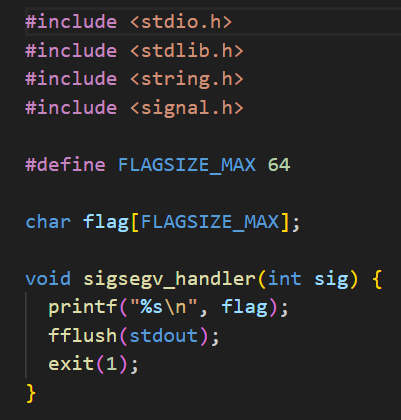 #include <stdio.h>
#include <stdlib.h>
#include <string.h>
#include <signal.h>

#define FLAGSIZE_MAX 64

char flag[FLAGSIZE_MAX];

void sigsegv_handler(int sig) {
  printf("%s\n", flag);
  fflush(stdout);
  exit(1);
}